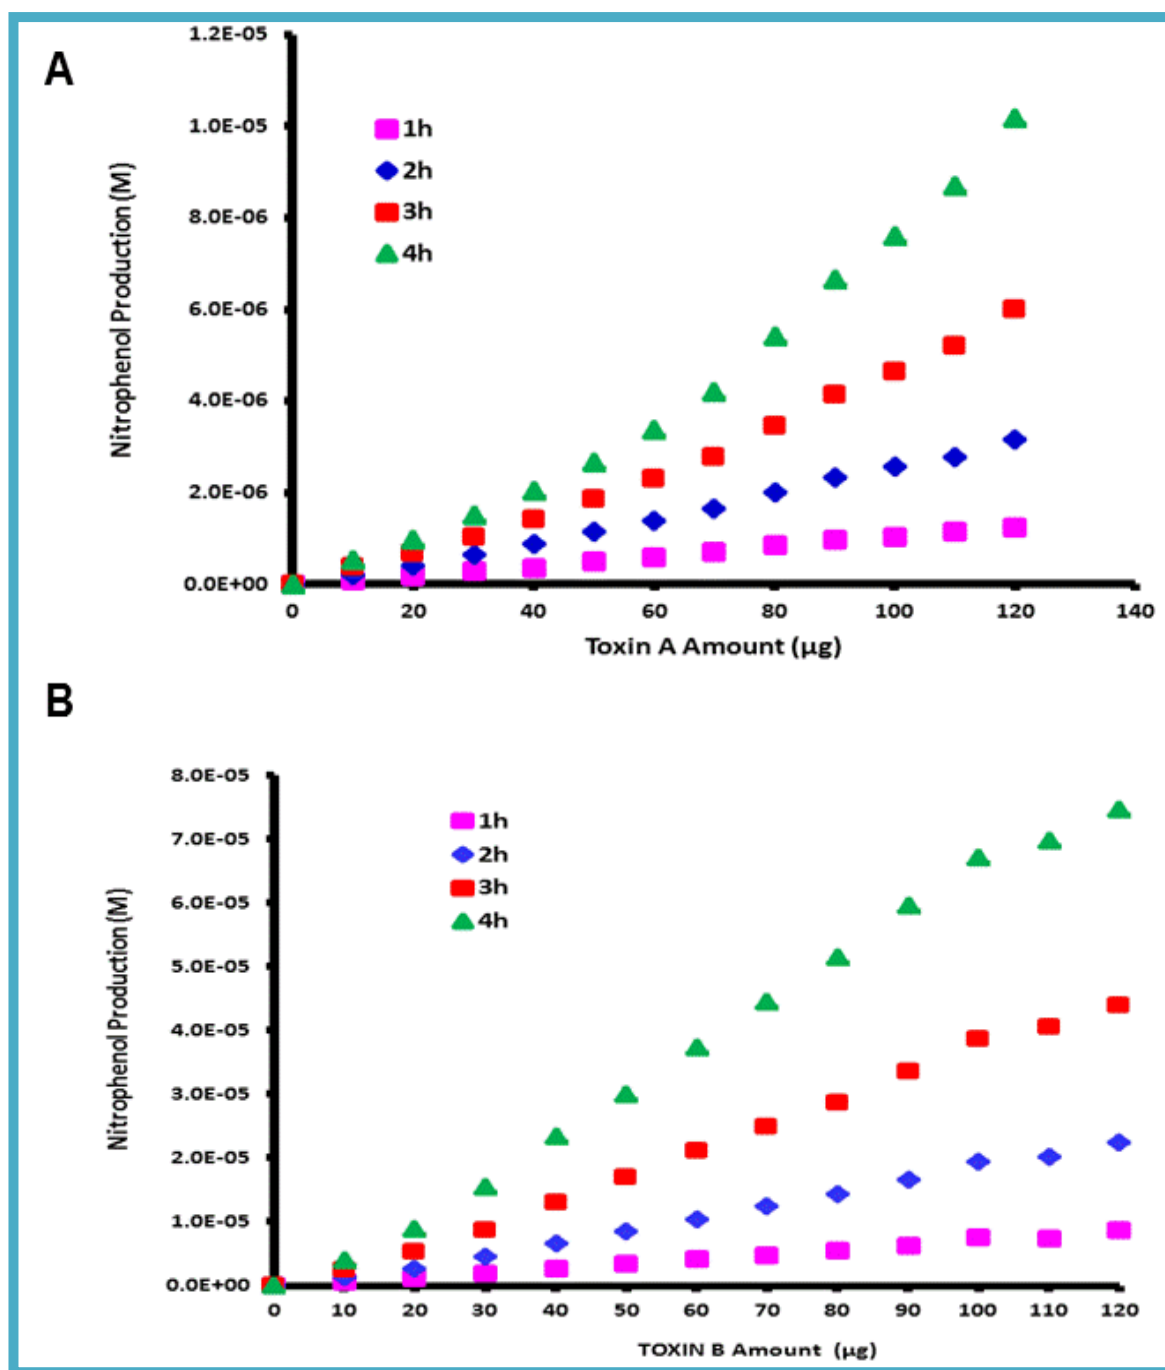 A
1.2E-05
1.0E-05
8.0E-06
6.0E-06
4.0E-06
2.0E-06
0.0E+00
Nitrophenol Production (M)
1h
2h
3h
4h
0 20 40 60 80 100 120 140
Toxin A Amount (µg)
B
8.0E-05
7.0E-05
6.0E-05
5.0E-05
4.0E-05
3.0E-05
2.0E-05
1.0E-05
0.0E+00
Nitrophenol Production (M)
1h
2h
3h
4h
0 10 20 30 40 50 60 70 80 90 100 110 120
TOXIN B Amount (µg)